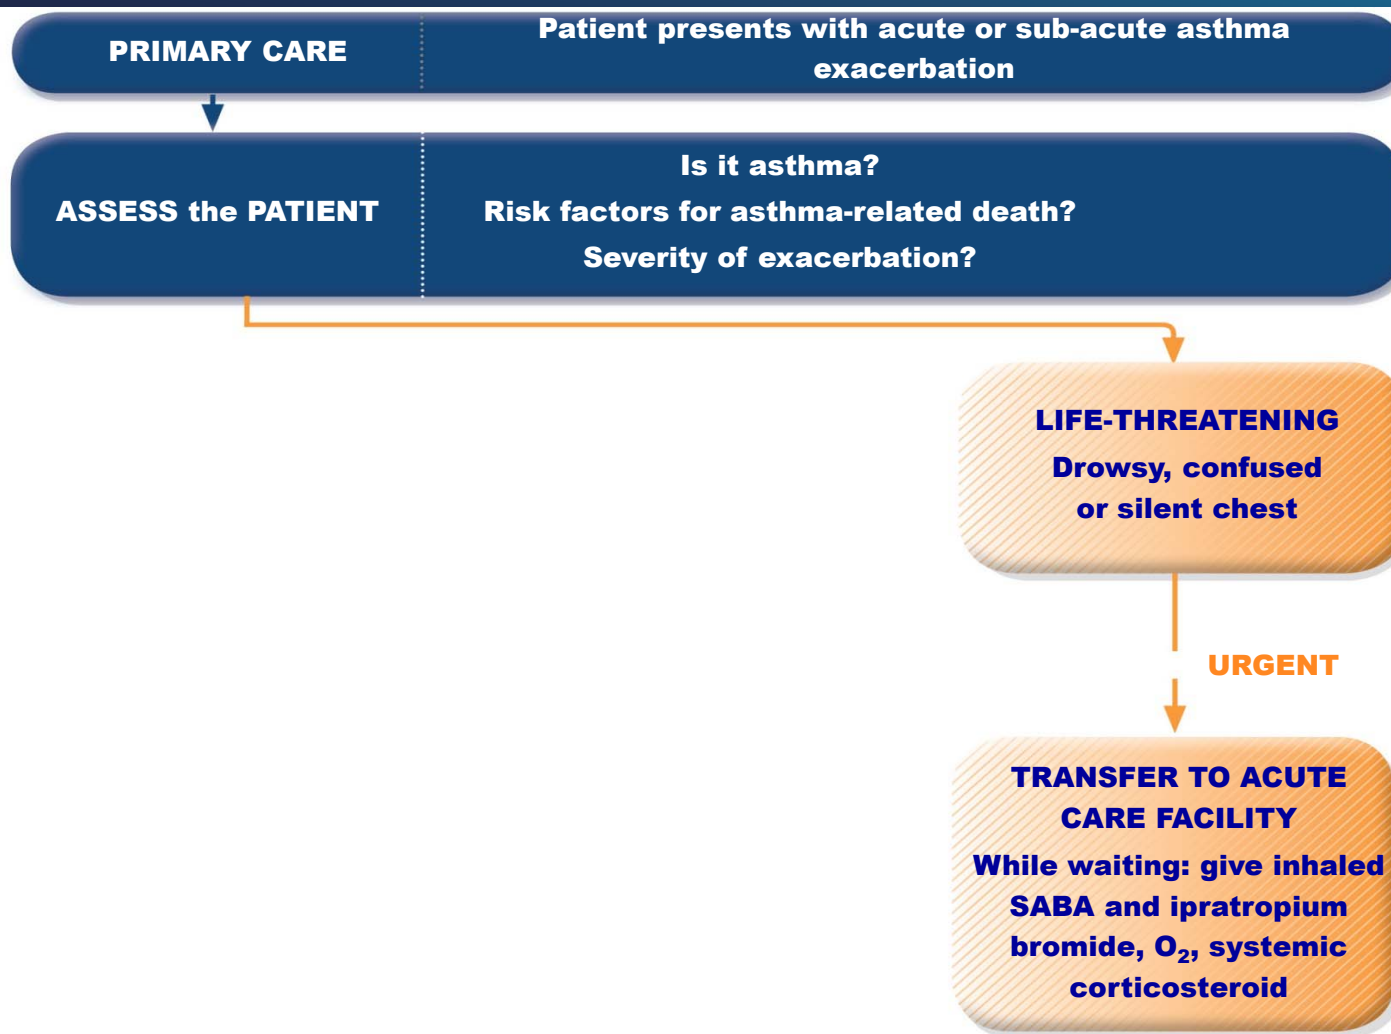 PRIMARY CARE
Patient presents with acute or sub-acute asthma
exacerbation
ASSESS the PATIENT
Is it asthma?
Risk factors for asthma-related death?
Severity of exacerbation?
LIFE-THREATENING
Drowsy, confused
or silent chest
URGENT
TRANSFER TO ACUTE
CARE FACILITY
While waiting: give inhaled
SABA and ipratropium
bromide, O₂, systemic
corticosteroid